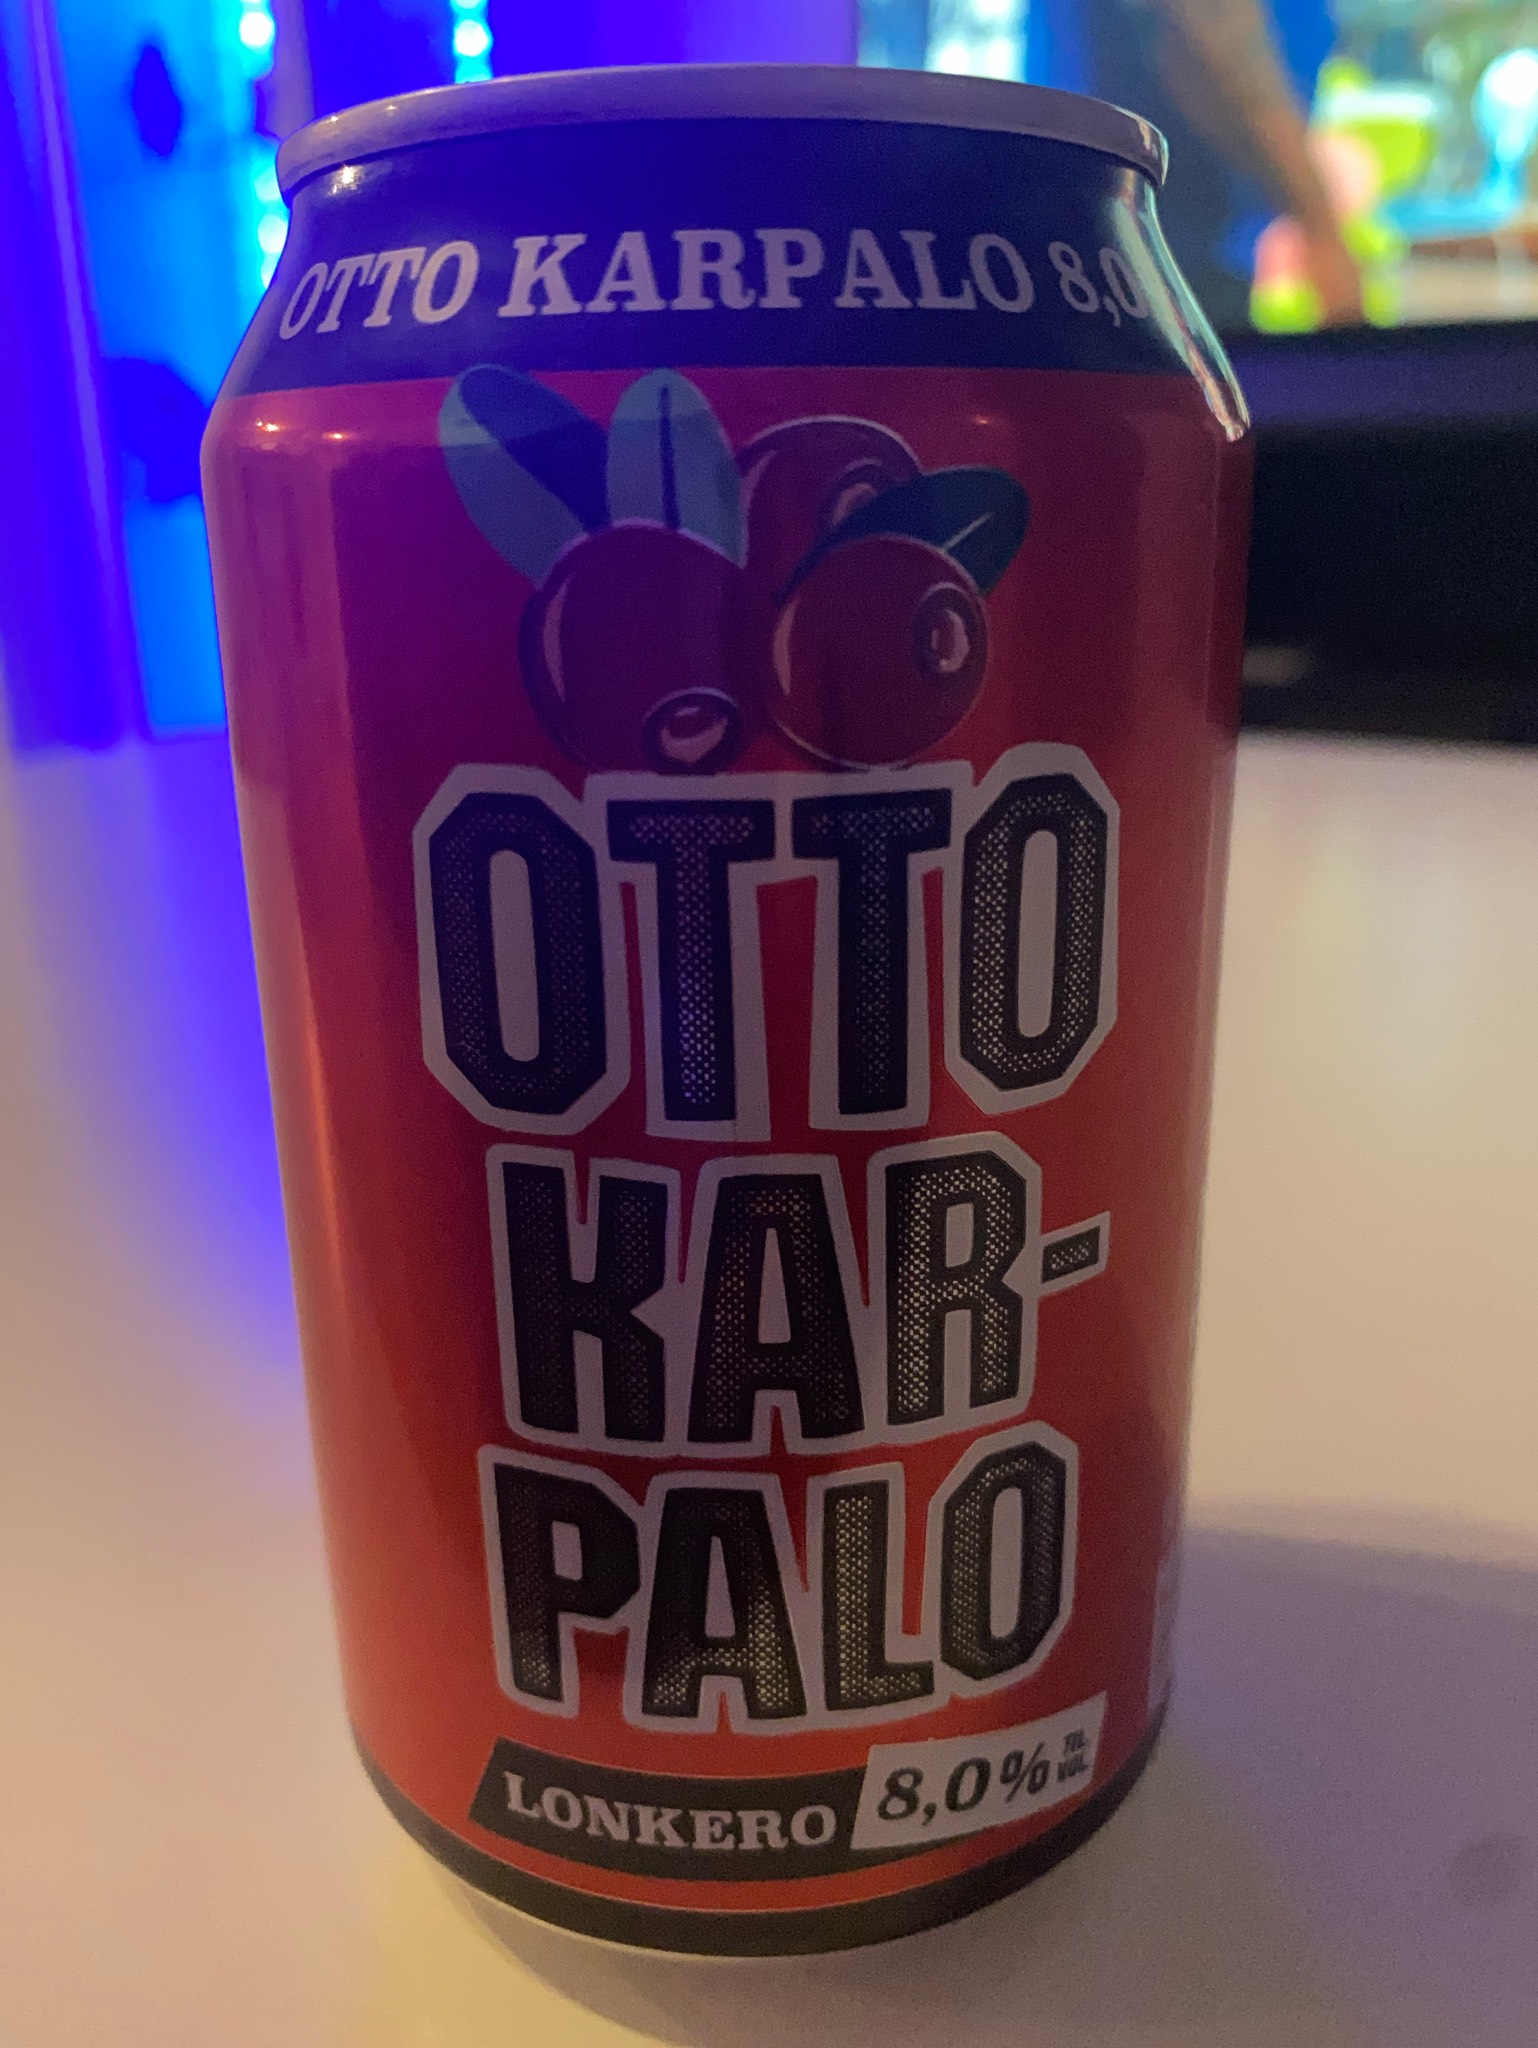 OTTO KARPALO 8,0
OTTO
KAR-
PALO
LONKERO 8,0% TIL.
VOL.